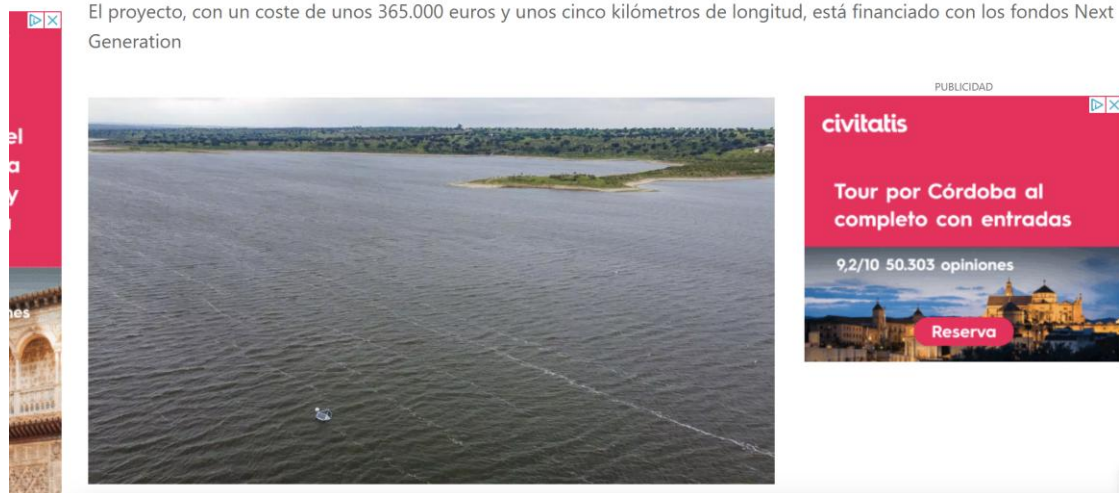 El proyecto, con un coste de unos 365.000 euros y unos cinco kilómetros de longitud, está financiado con los fondos Next
Generation
PUBLICIDAD
civitatis
Tour por Córdoba al
completo con entradas
9,2/10 50.303 opiniones
Reserva
el
a
y
nes